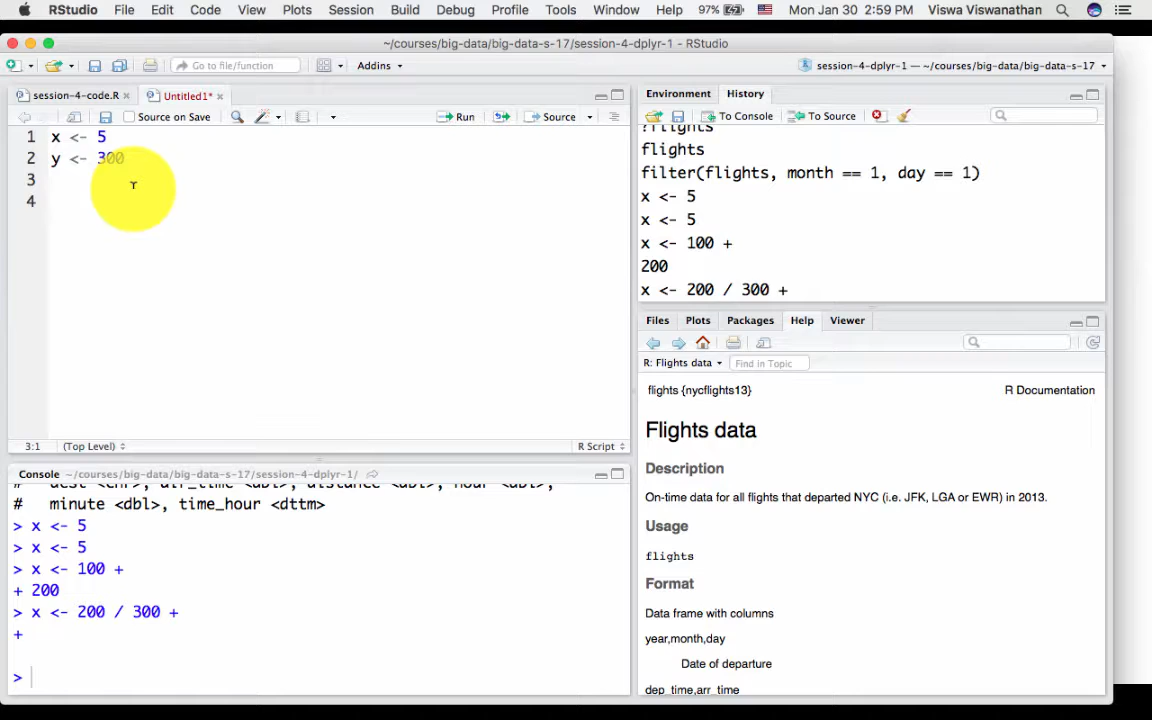 RStudio File Edit Code View Plots Session Build Debug Profile Tools Window Help 97% Mon Jan 30 2:59 PM Viswa Viswanathan
~/courses/big-data/big-data-s-17/session-4-dplyr-1 - RStudio
Go to file/function Addins session-4-dplyr-1 — ~/courses/big-data/big-data-s-17
session-4-code.R Untitled1*
Source on Save Run Source
1 x <- 5
2 y <- 300
3
4
3:1 (Top Level) R Script
Console ~/courses/big-data/big-data-s-17/session-4-dplyr-1/
# minute <dbl>, time_hour <dttm>
> x <- 5
> x <- 5
> x <- 100 +
+ 200
> x <- 200 / 300 +
+
>
Environment History
To Console To Source
?flights
flights
filter(flights, month == 1, day == 1)
x <- 5
x <- 5
x <- 100 +
200
x <- 200 / 300 +
Files Plots Packages Help Viewer
R: Flights data Find in Topic
flights {nycflights13} R Documentation
Flights data
Description
On-time data for all flights that departed NYC (i.e. JFK, LGA or EWR) in 2013.
Usage
flights
Format
Data frame with columns
year,month,day
Date of departure
dep_time,arr_time